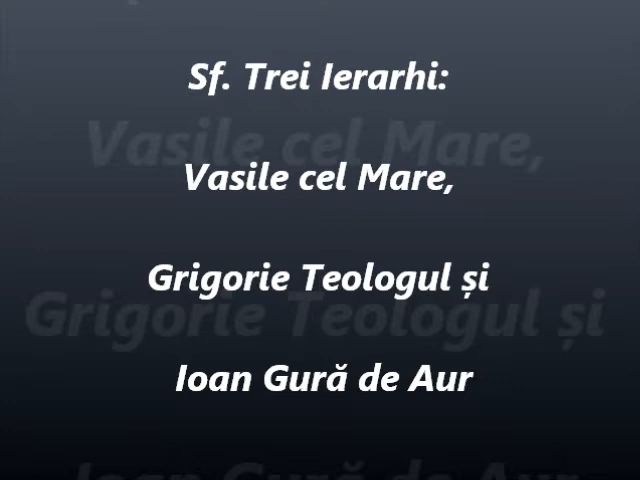 Sf. Trei Ierarhi:
Vasile cel Mare,
Grigorie Teologul și
Ioan Gură de Aur